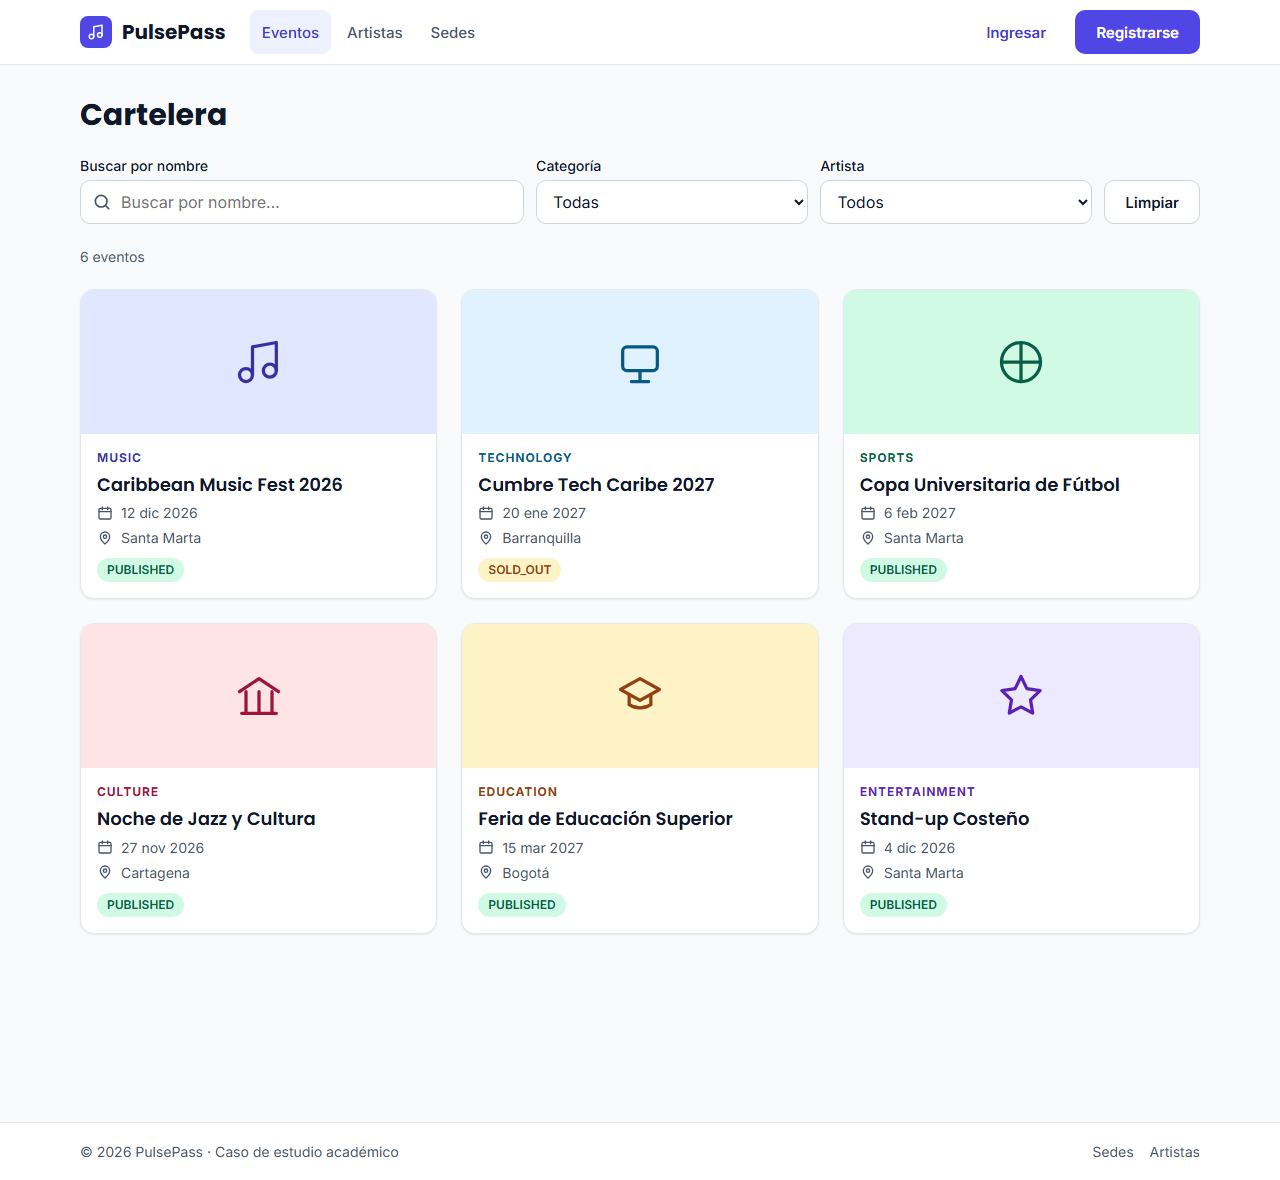 PulsePass
Eventos
Artistas
Sedes
Ingresar
Registrarse
Cartelera
Buscar por nombre
Categoría
Artista
Buscar por nombre...
Todas
Todos
Limpiar
6 eventos
MUSIC
Caribbean Music Fest 2026
12 dic 2026
Santa Marta
PUBLISHED
TECHNOLOGY
Cumbre Tech Caribe 2027
20 ene 2027
Barranquilla
SOLD_OUT
SPORTS
Copa Universitaria de Fútbol
6 feb 2027
Santa Marta
PUBLISHED
CULTURE
Noche de Jazz y Cultura
27 nov 2026
Cartagena
PUBLISHED
EDUCATION
Feria de Educación Superior
15 mar 2027
Bogotá
PUBLISHED
ENTERTAINMENT
Stand-up Costeño
4 dic 2026
Santa Marta
PUBLISHED
© 2026 PulsePass · Caso de estudio académico
Sedes
Artistas